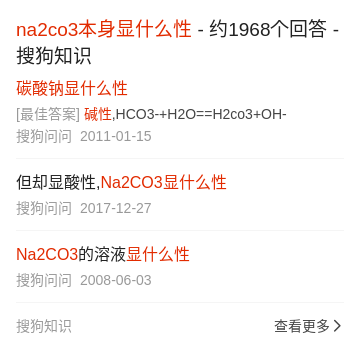 na2co3本身显什么性 - 约1968个回答 -
搜狗知识
碳酸钠显什么性
[最佳答案] 碱性,HCO3-+H2O==H2co3+OH-
搜狗问问 2011-01-15
但却显酸性,Na2CO3显什么性
搜狗问问 2017-12-27
Na2CO3的溶液显什么性
搜狗问问 2008-06-03
搜狗知识 查看更多